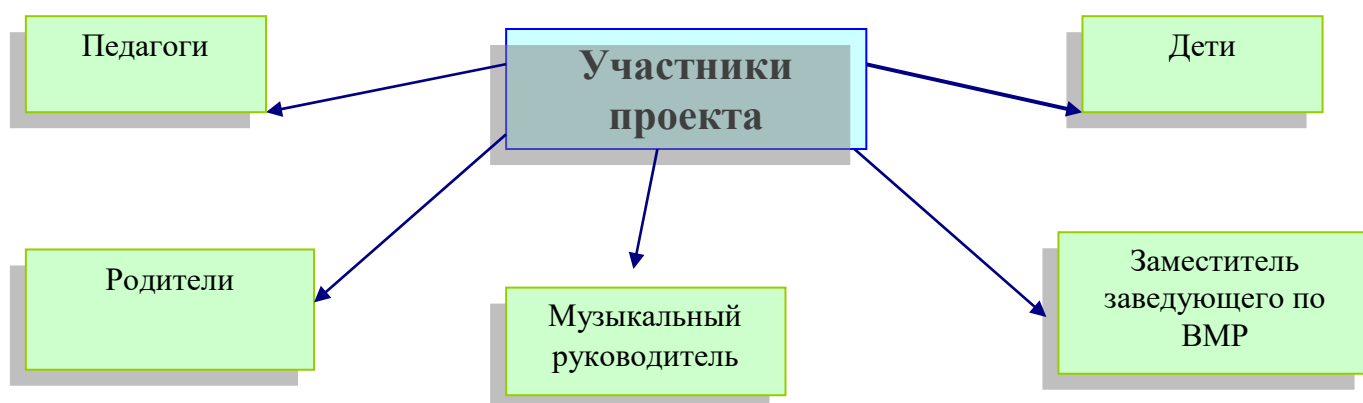 Педагоги
Участники
проекта
Дети
Родители
Музыкальный
руководитель
Заместитель
заведующего по
ВМР